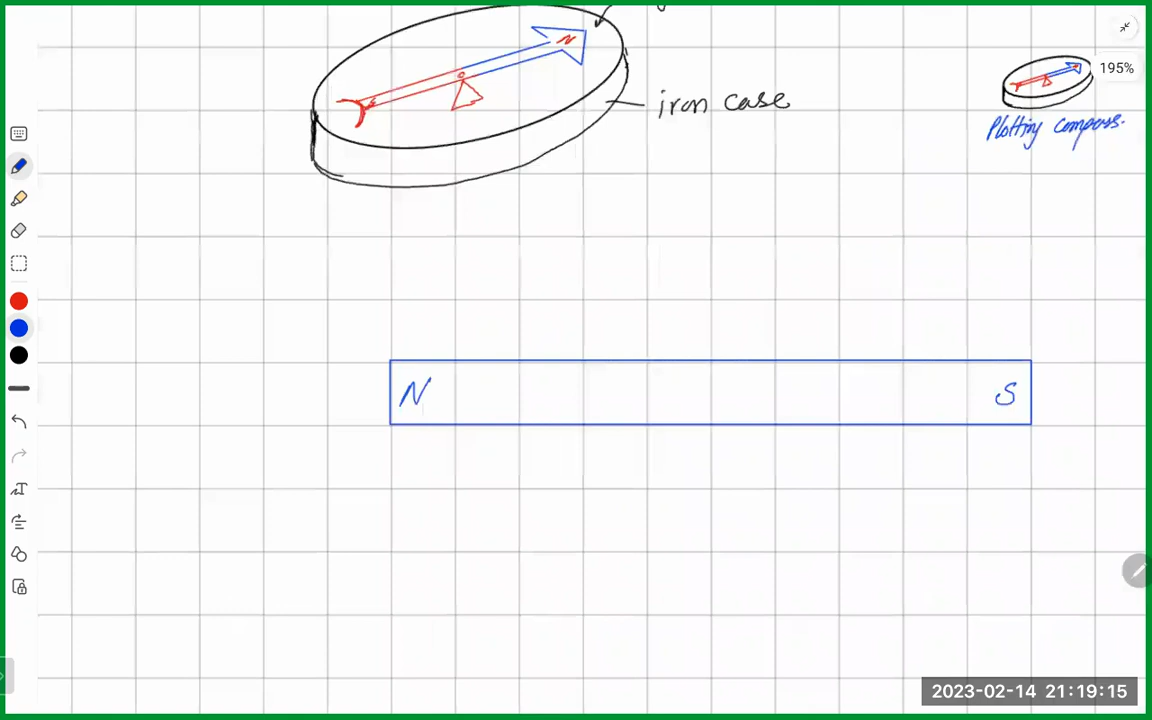 N
iron case
195%
Plotting compass.
N S
2023-02-14 21:19:15